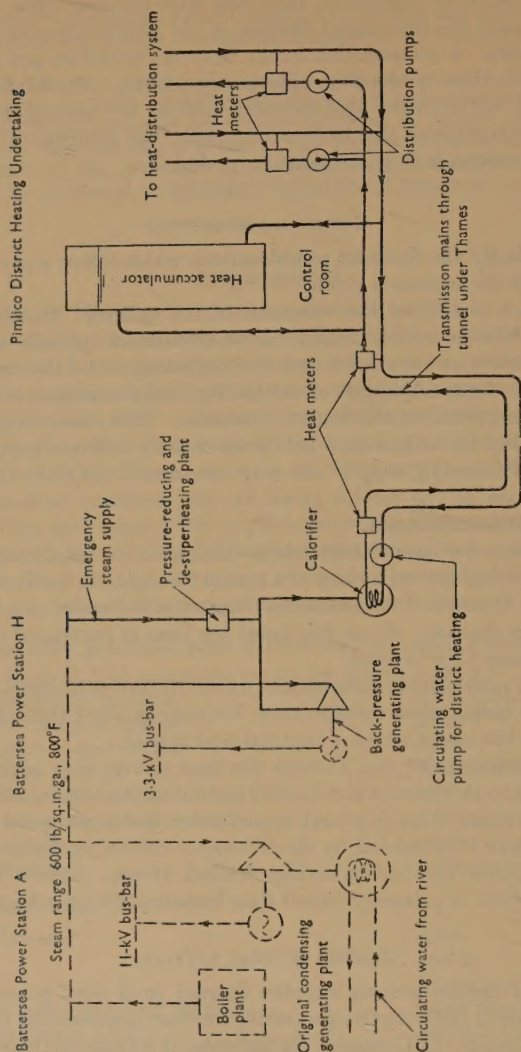 Battersea Power Station A
Battersea Power Station H
Pimlico District Heating Undertaking
Steam range 600 lb/sq.in.ga., 800°F
Boiler
plant
11-kV bus-bar
Original condensing
generating plant
Circulating water from river
3·3-kV bus-bar
Emergency
steam supply
Pressure-reducing and
de-superheating plant
Back-pressure
generating plant
Calorifier
Circulating water
pump for district heating
Heat meters
Heat accumulator
Control
room
Transmission mains through
tunnel under Thames
To heat-distribution system
Heat
meters
Distribution pumps